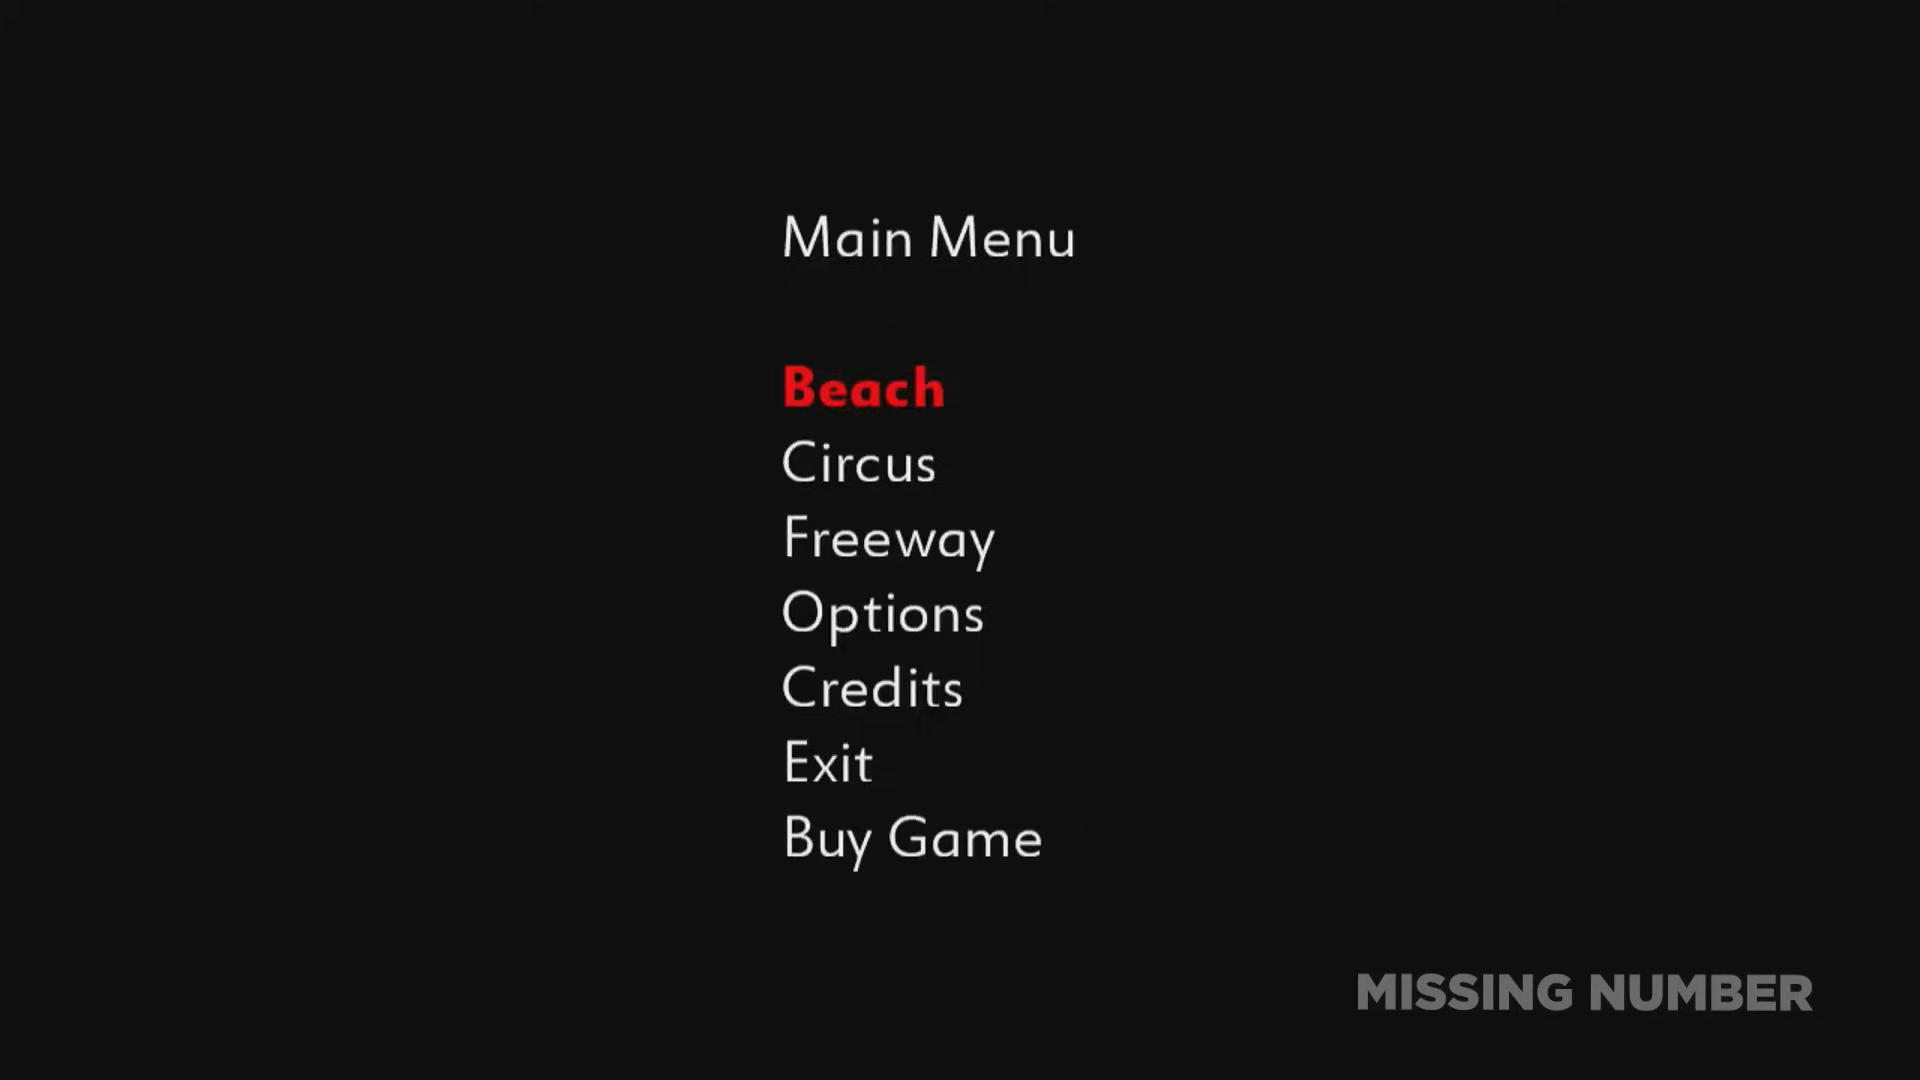 Main Menu
Beach
Circus
Freeway
Options
Credits
Exit
Buy Game
MISSING NUMBER